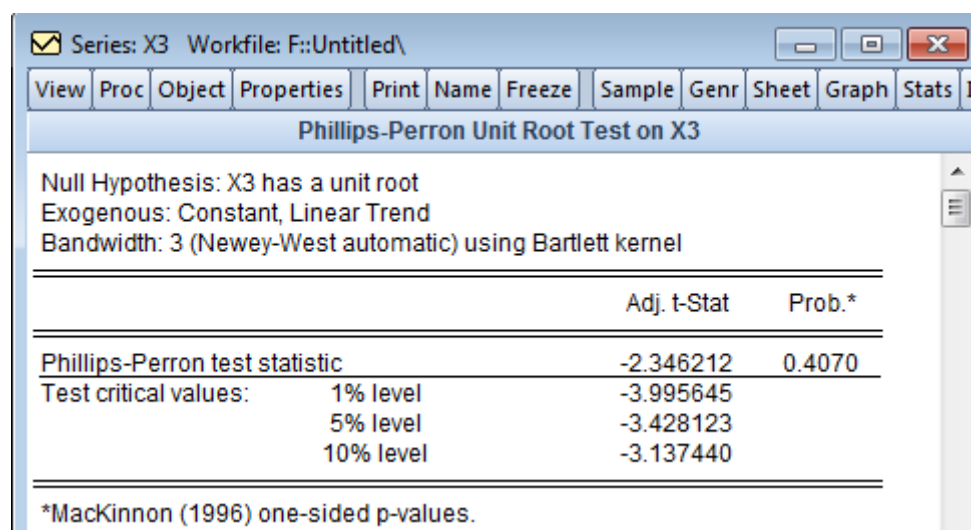 Series: X3 Workfile: F::Untitled\
View Proc Object Properties Print Name Freeze Sample Genr Sheet Graph Stats
Phillips-Perron Unit Root Test on X3
Null Hypothesis: X3 has a unit root
Exogenous: Constant, Linear Trend
Bandwidth: 3 (Newey-West automatic) using Bartlett kernel
Adj. t-Stat Prob.*
Phillips-Perron test statistic -2.346212 0.4070
Test critical values: 1% level -3.995645
5% level -3.428123
10% level -3.137440
*MacKinnon (1996) one-sided p-values.